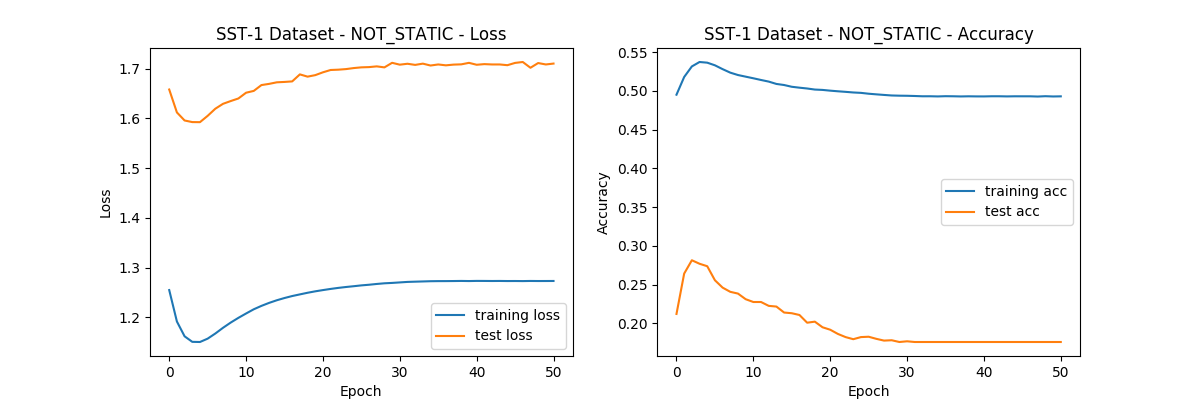 SST-1 Dataset - NOT_STATIC - Loss
1.7
1.6
1.5
1.4
1.3
1.2
Loss
0
10
20
30
40
50
Epoch
training loss
test loss
SST-1 Dataset - NOT_STATIC - Accuracy
0.55
0.50
0.45
0.40
0.35
0.30
0.25
0.20
Accuracy
0
10
20
30
40
50
Epoch
training acc
test acc